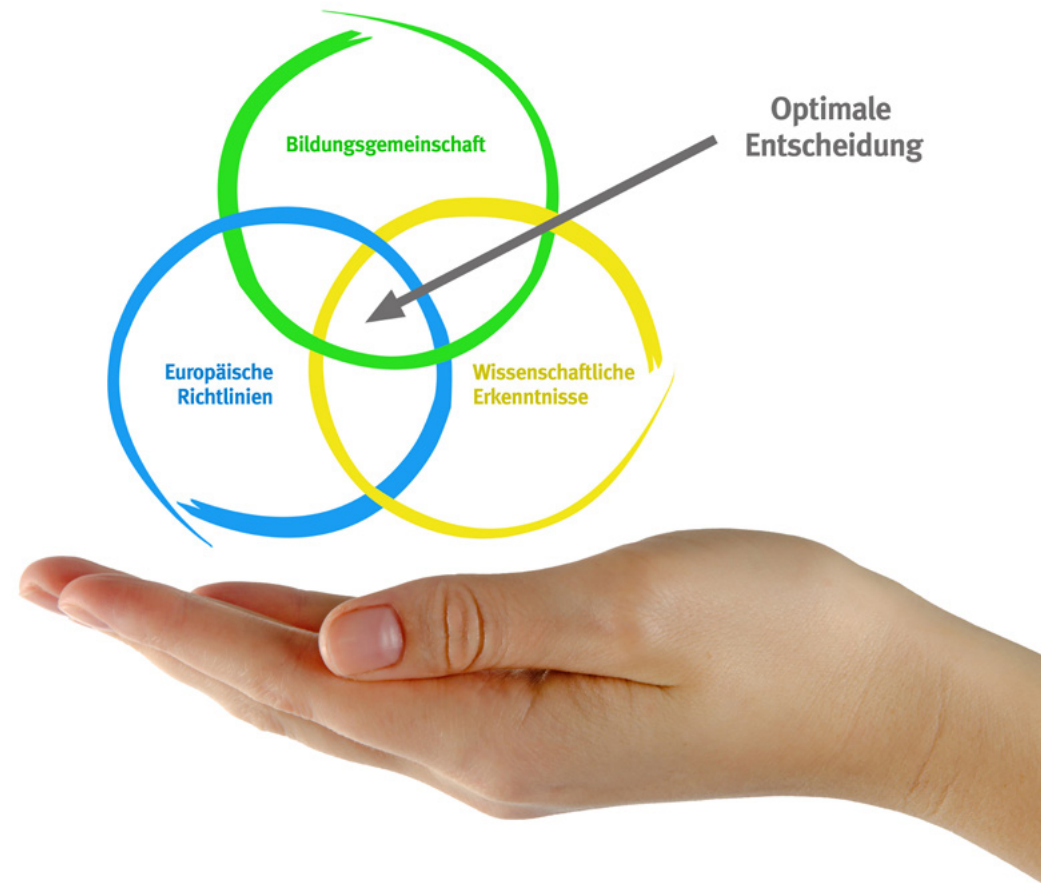 Bildungsgemeinschaft
Optimale
Entscheidung
Europäische
Richtlinien
Wissenschaftliche
Erkenntnisse